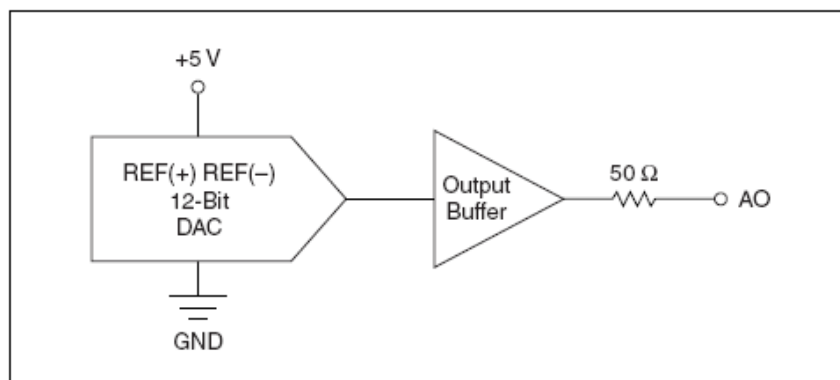 +5 V
REF(+) REF(–)
12-Bit
DAC
GND
Output
Buffer
50 Ω
AO